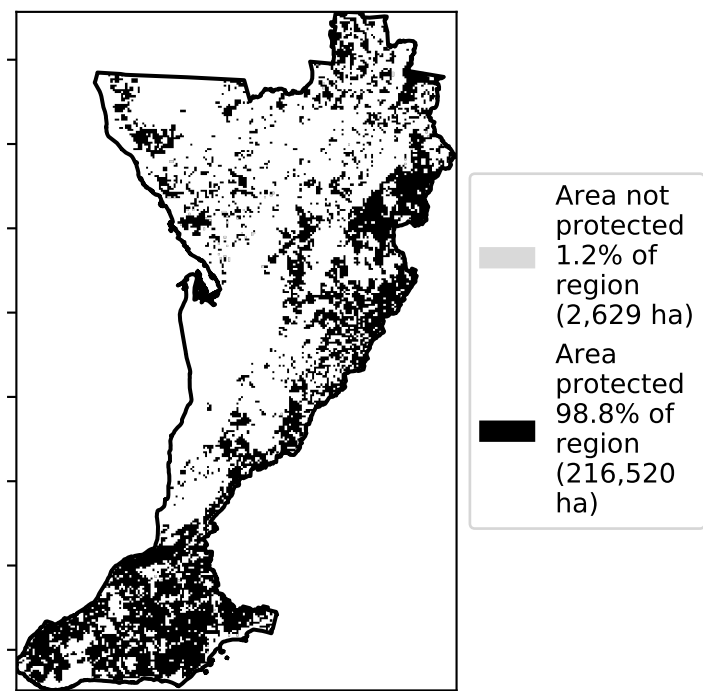 Area not
protected
1.2% of
region
(2,629 ha)
Area
protected
98.8% of
region
(216,520
ha)